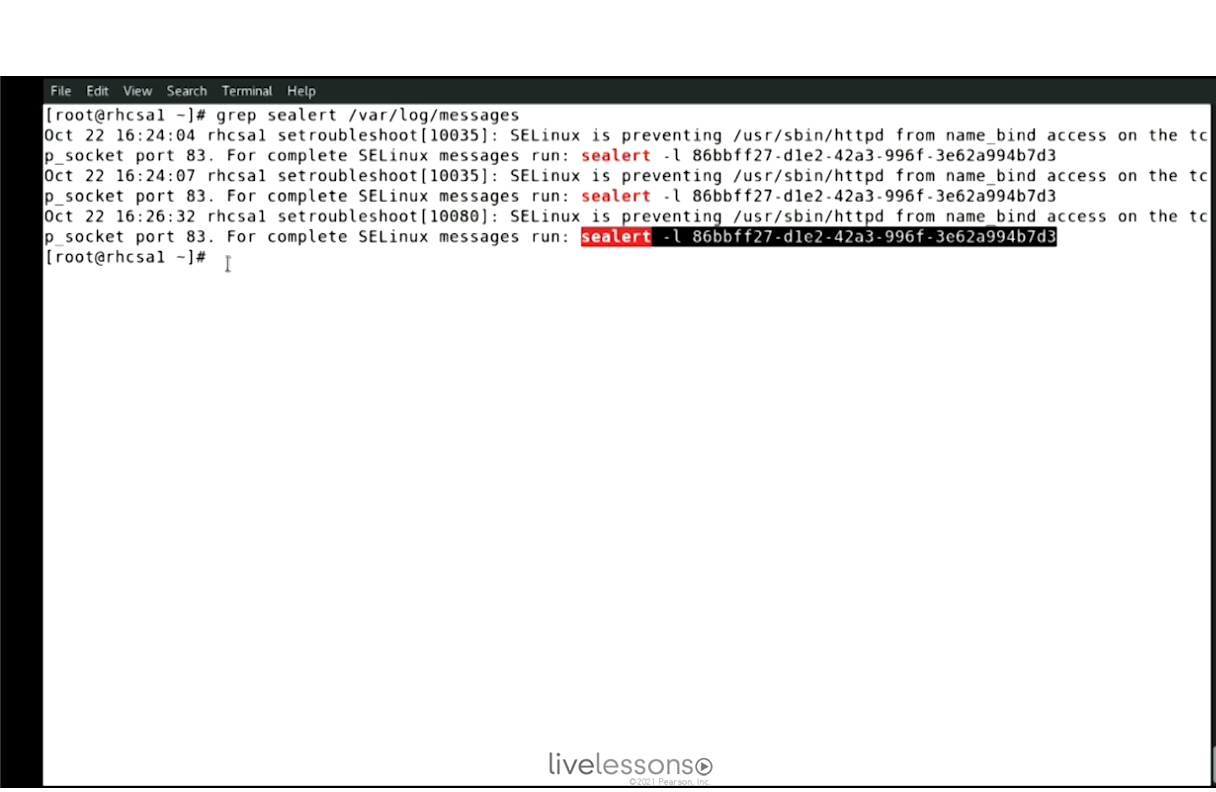 File Edit View Search Terminal Help
[root@rhcsa1 ~]# grep sealert /var/log/messages
Oct 22 16:24:04 rhcsa1 setroubleshoot[10035]: SELinux is preventing /usr/sbin/httpd from name_bind access on the tc
p_socket port 83. For complete SELinux messages run: sealert -l 86bbff27-d1e2-42a3-996f-3e62a994b7d3
Oct 22 16:24:07 rhcsa1 setroubleshoot[10035]: SELinux is preventing /usr/sbin/httpd from name_bind access on the tc
p_socket port 83. For complete SELinux messages run: sealert -l 86bbff27-d1e2-42a3-996f-3e62a994b7d3
Oct 22 16:26:32 rhcsa1 setroubleshoot[10080]: SELinux is preventing /usr/sbin/httpd from name_bind access on the tc
p_socket port 83. For complete SELinux messages run: sealert -l 86bbff27-d1e2-42a3-996f-3e62a994b7d3
[root@rhcsa1 ~]#
livelessons
©2021 Pearson, Inc.